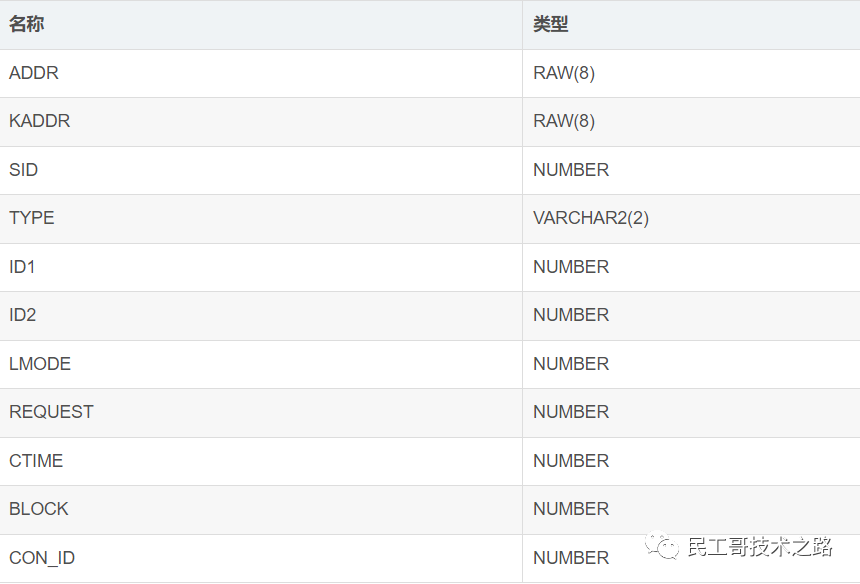 名称 类型
ADDR RAW(8)
KADDR RAW(8)
SID NUMBER
TYPE VARCHAR2(2)
ID1 NUMBER
ID2 NUMBER
LMODE NUMBER
REQUEST NUMBER
CTIME NUMBER
BLOCK NUMBER
CON_ID NUMBER
民工哥技术之路